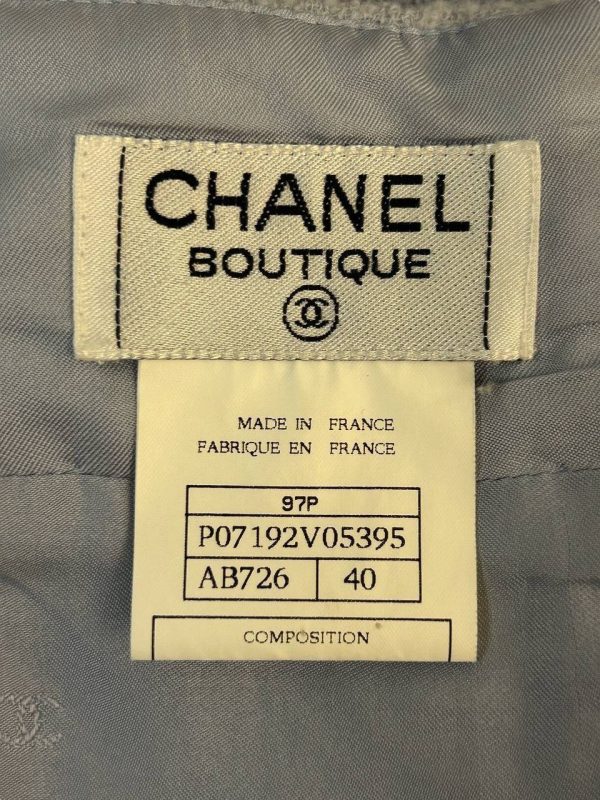 CHANEL
BOUTIQUE
MADE IN FRANCE
FABRIQUE EN FRANCE
97P
P07192V05395
AB726 40
COMPOSITION